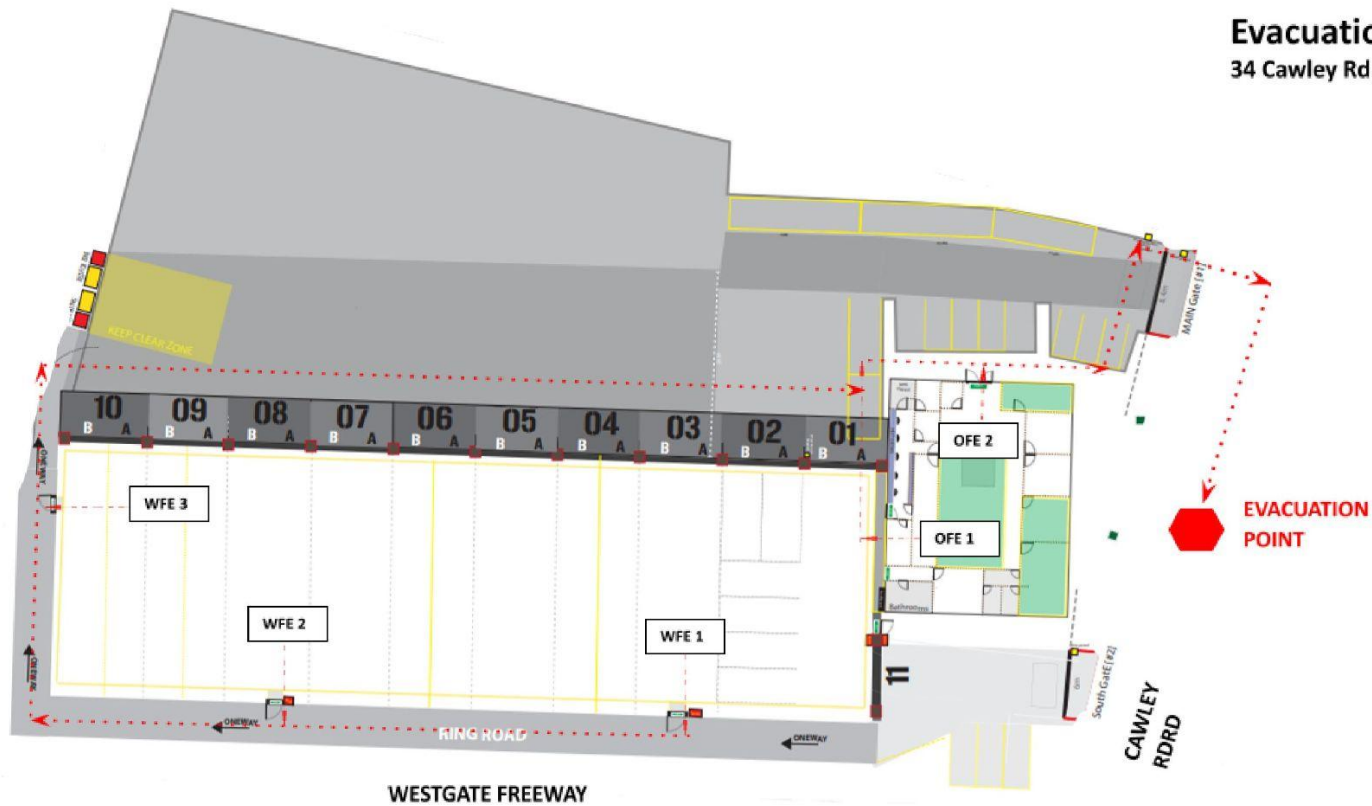 Evacuatio
34 Cawley Rd
MAIN Gate [#1]
KEEP CLEAR ZONE
10 09 08 07 06 05 04 03 02 01
B A B A B A B A B A B A B A B A B A B A
OFE 2
ONEWAY
WFE 3
EVACUATION
POINT
OFE 1
WFE 2
WFE 1
Bathrooms
11
South GatE [#2]
ONEWAY
ONEWAY
RING ROAD
ONEWAY
CAWLEY
RDRD
WESTGATE FREEWAY